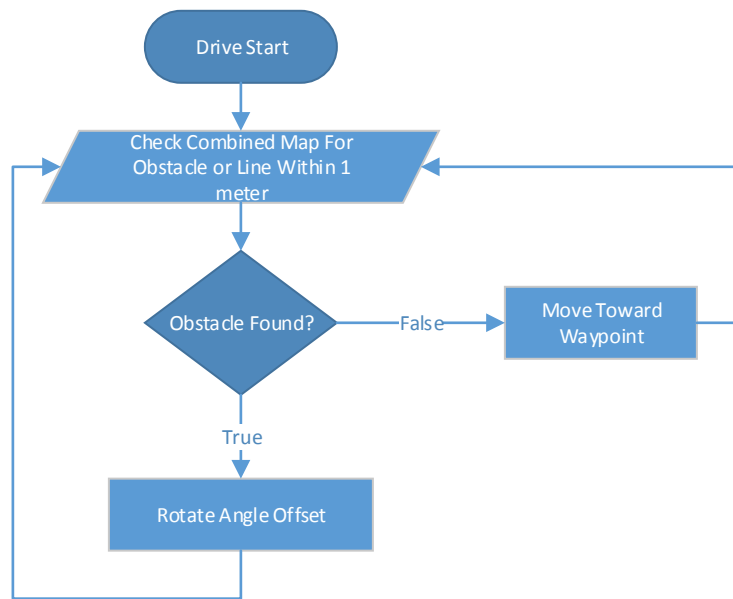 Drive Start
Check Combined Map For
Obstacle or Line Within 1
meter
Obstacle Found?
False
Move Toward
Waypoint
True
Rotate Angle Offset